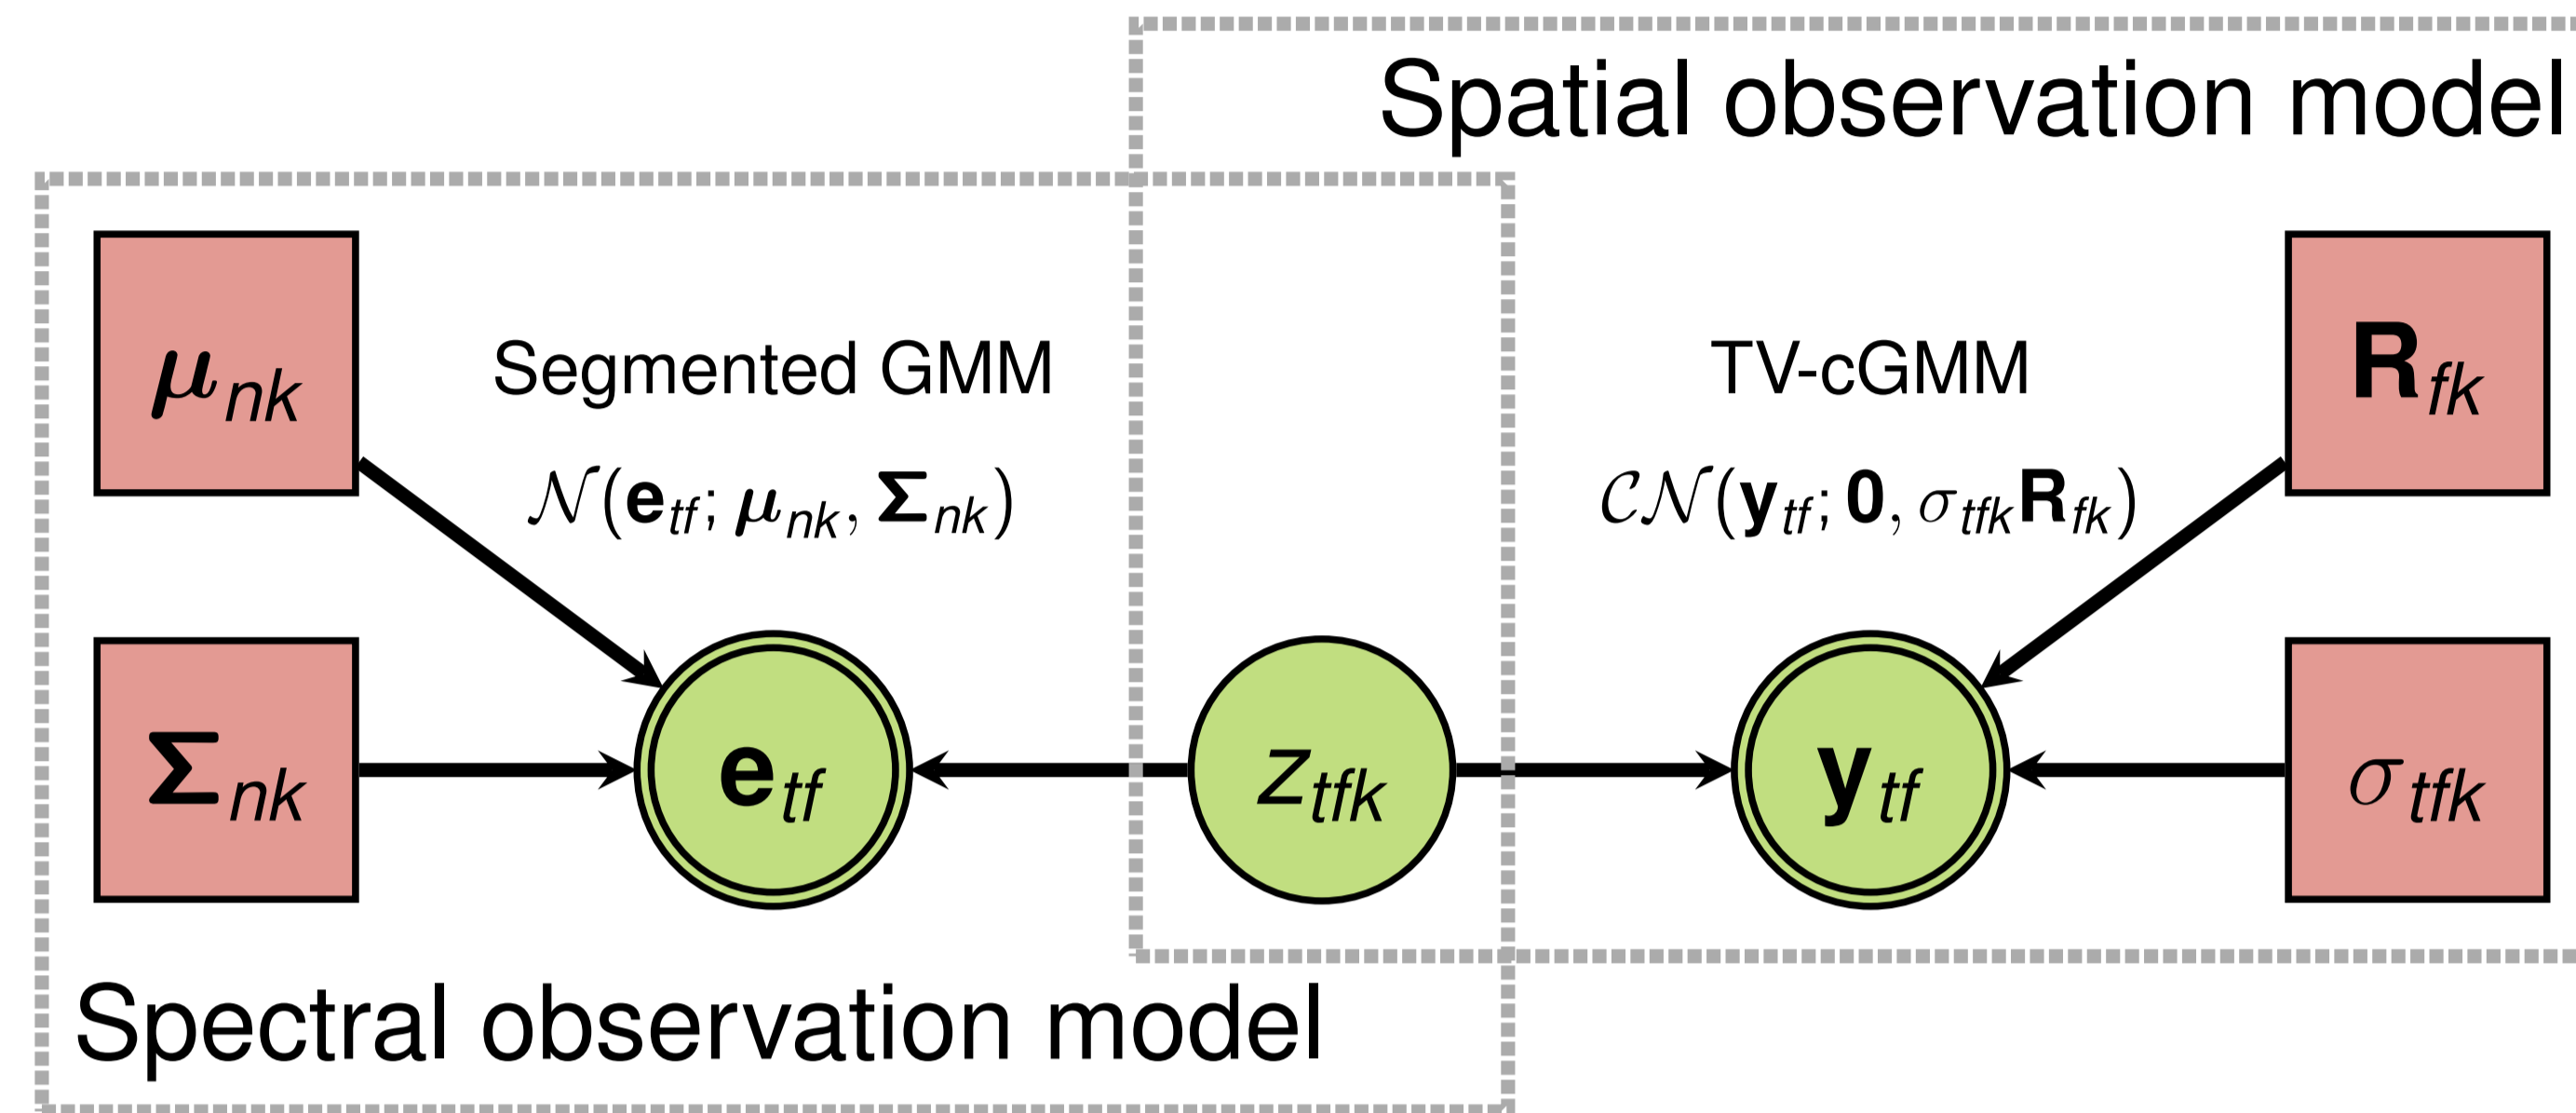 Spatial observation model
μnk
Segmented GMM
N(etf; μnk, Σnk)
TV-cGMM
CN(ytf; 0, σtfkRfk)
Rfk
Σnk
etf
ztfk
ytf
σtfk
Spectral observation model